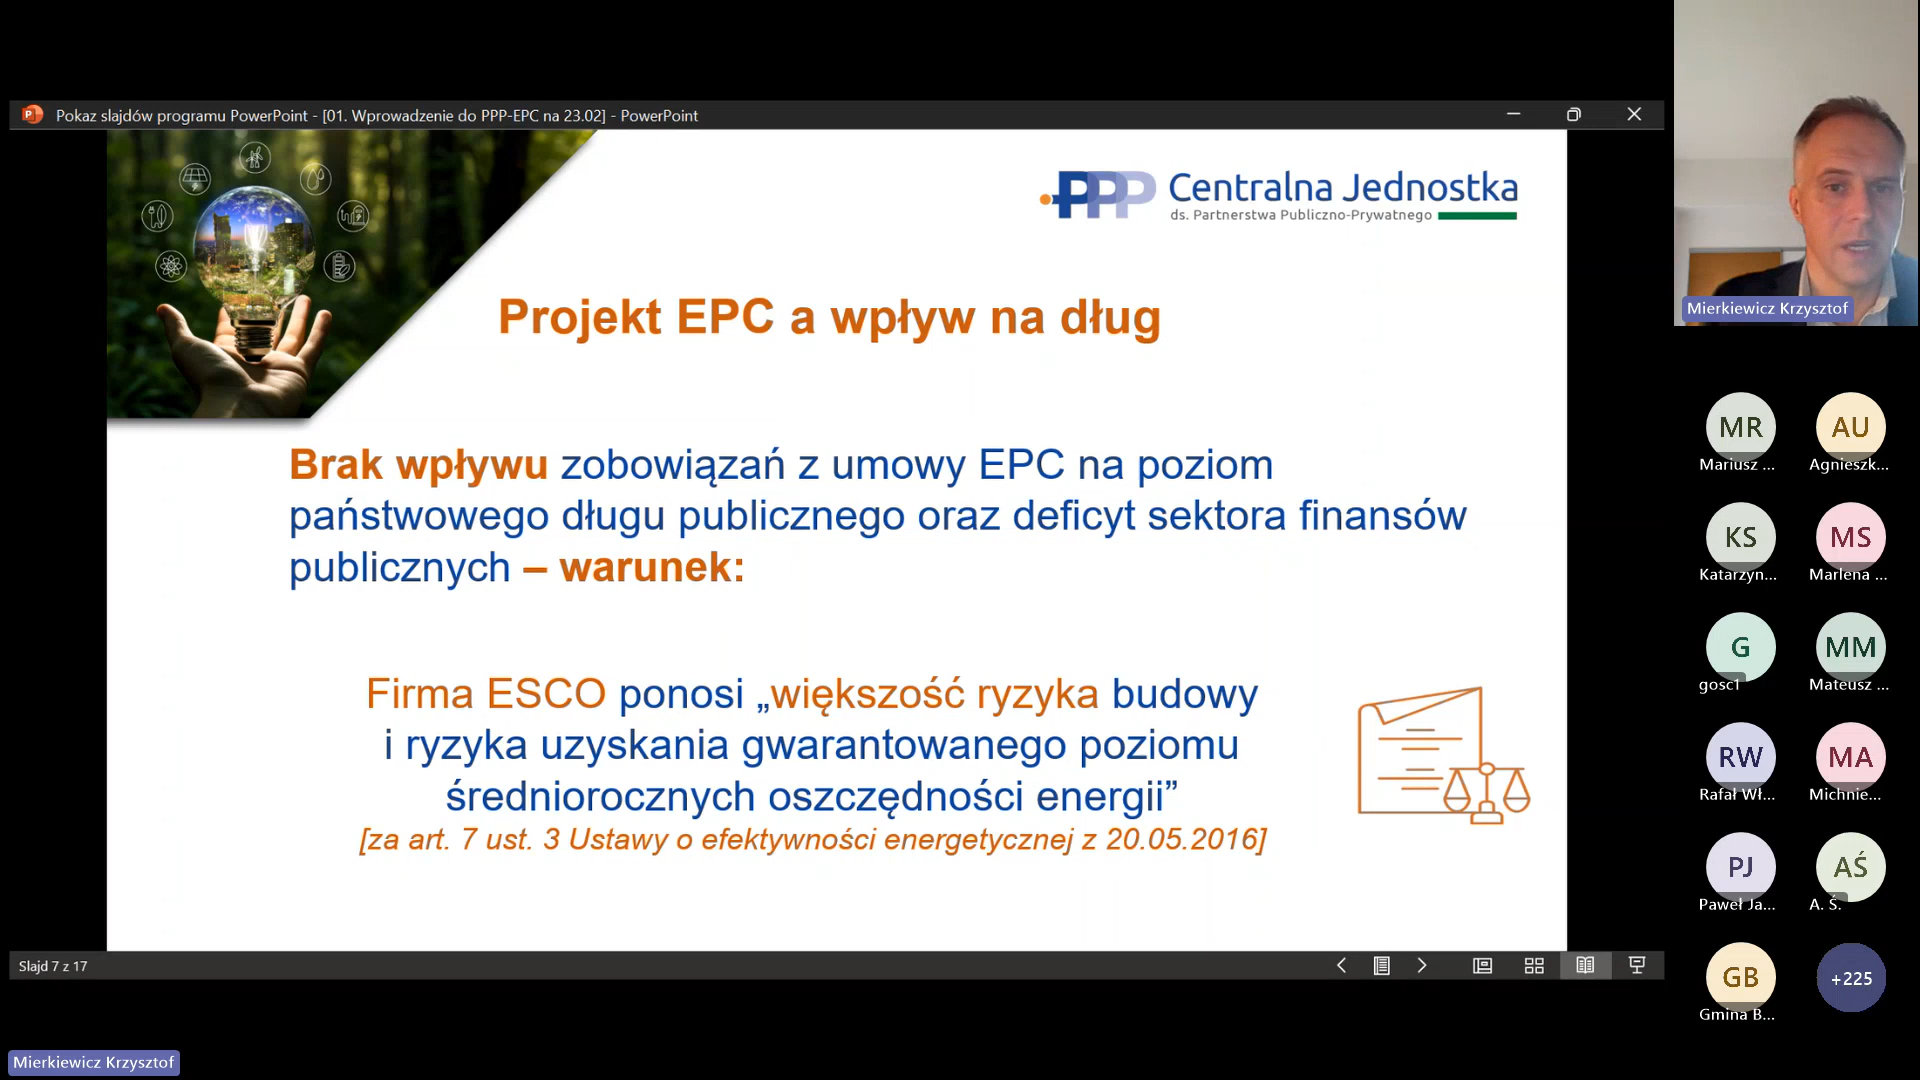 Pokaz slajdów programu PowerPoint - [01. Wprowadzenie do PPP-EPC na 23.02] - PowerPoint
PPP Centralna Jednostka
ds. Partnerstwa Publiczno-Prywatnego
Projekt EPC a wpływ na dług
Brak wpływu zobowiązań z umowy EPC na poziom
państwowego długu publicznego oraz deficyt sektora finansów
publicznych – warunek:
Firma ESCO ponosi „większość ryzyka budowy
i ryzyka uzyskania gwarantowanego poziomu
średniorocznych oszczędności energii”
[za art. 7 ust. 3 Ustawy o efektywności energetycznej z 20.05.2016]
Slajd 7 z 17
Mierkiewicz Krzysztof
Mierkiewicz Krzysztof
MR
Mariusz ...
AU
Agnieszk...
KS
Katarzyn...
MS
Marlena ...
G
gosc1
MM
Mateusz ...
RW
Rafał Wł...
MA
Michnie...
PJ
Paweł Ja...
AŚ
A. Ś.
GB
Gmina B...
+225